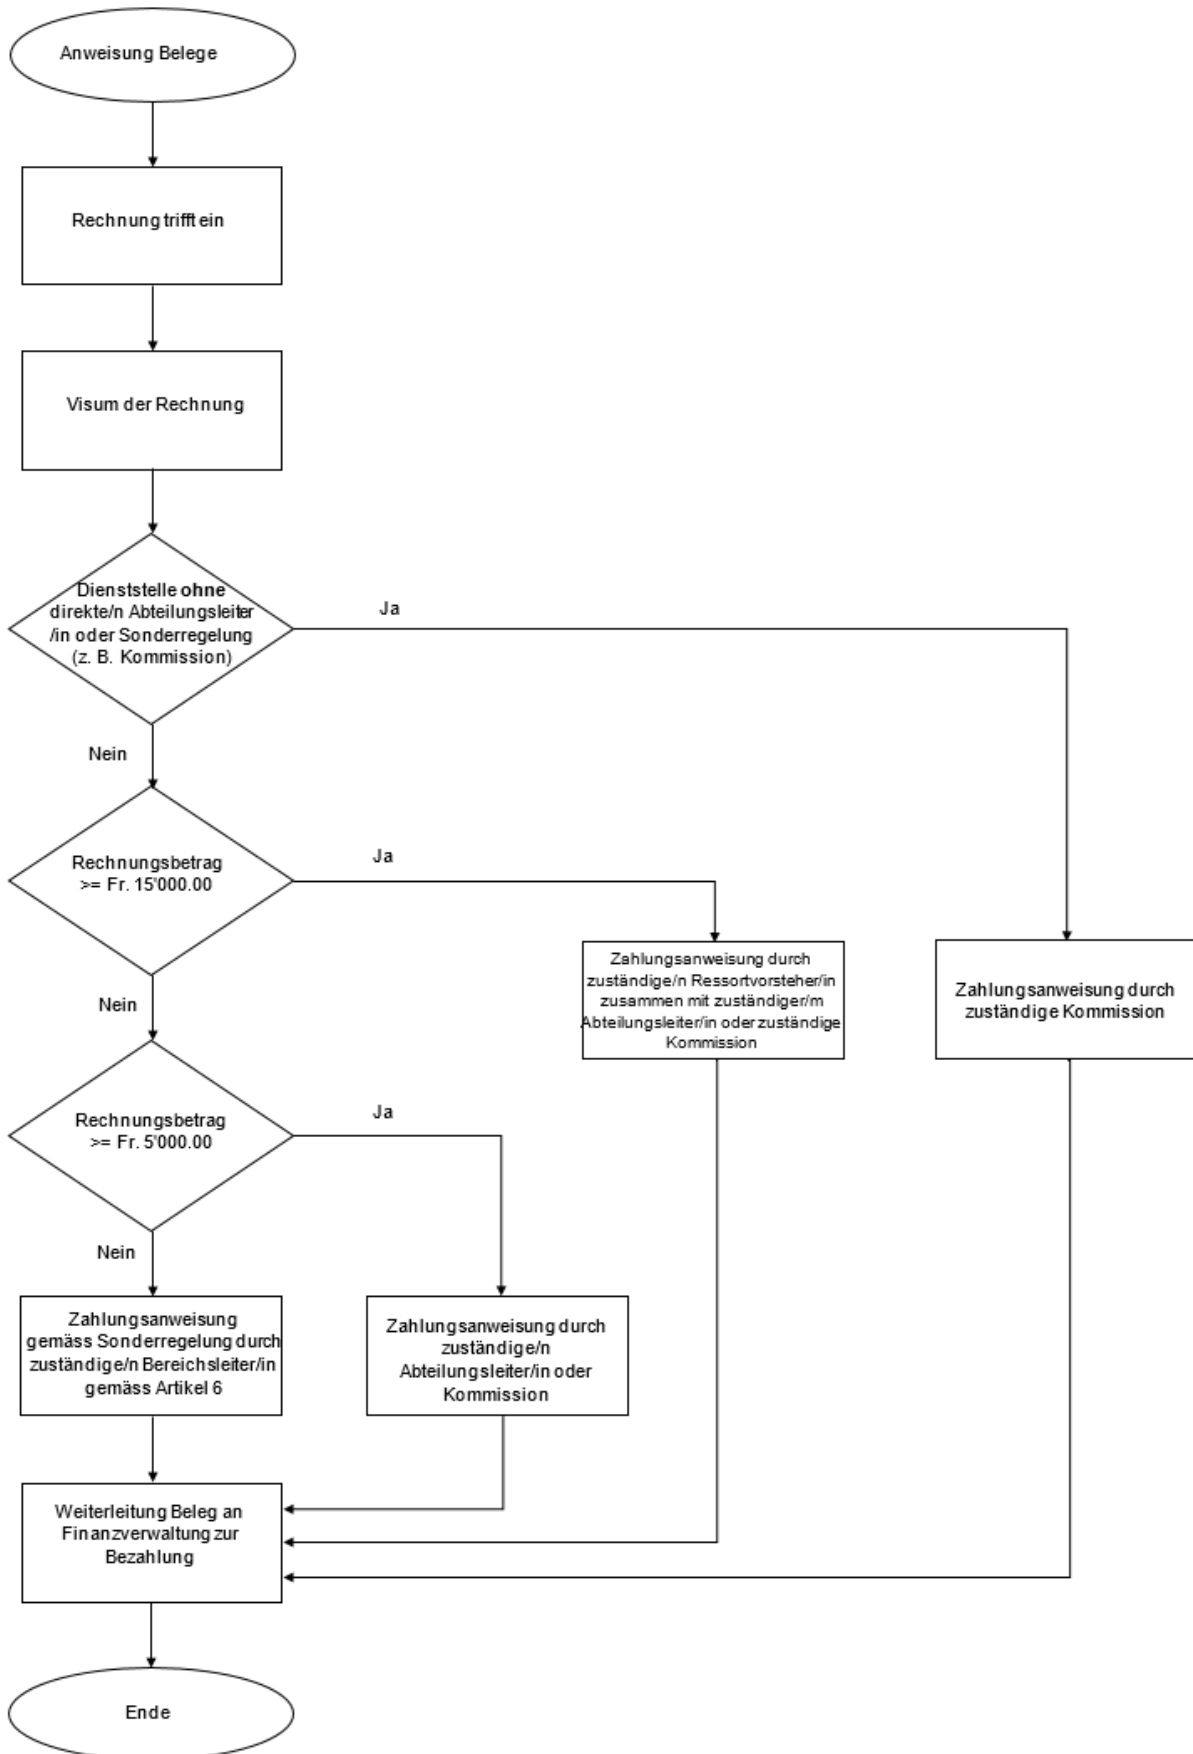 Anweisung Belege
Rechnung trifft ein
Visum der Rechnung
Dienststelle ohne
direkte/n Abteilungsleiter
/in oder Sonderregelung
(z. B. Kommission)
Ja
Nein
Rechnungsbetrag
>= Fr. 15'000.00
Ja
Nein
Zahlungsanweisung durch
zuständige/n Ressortvorsteher/in
zusammen mit zuständiger/m
Abteilungsleiter/in oder zuständige
Kommission
Zahlungsanweisung durch
zuständige Kommission
Rechnungsbetrag
>= Fr. 5'000.00
Ja
Nein
Zahlungsanweisung
gemäss Sonderregelung durch
zuständige/n Bereichsleiter/in
gemäss Artikel 6
Zahlungsanweisung durch
zuständige/n
Abteilungsleiter/in oder
Kommission
Weiterleitung Beleg an
Finanzverwaltung zur
Bezahlung
Ende